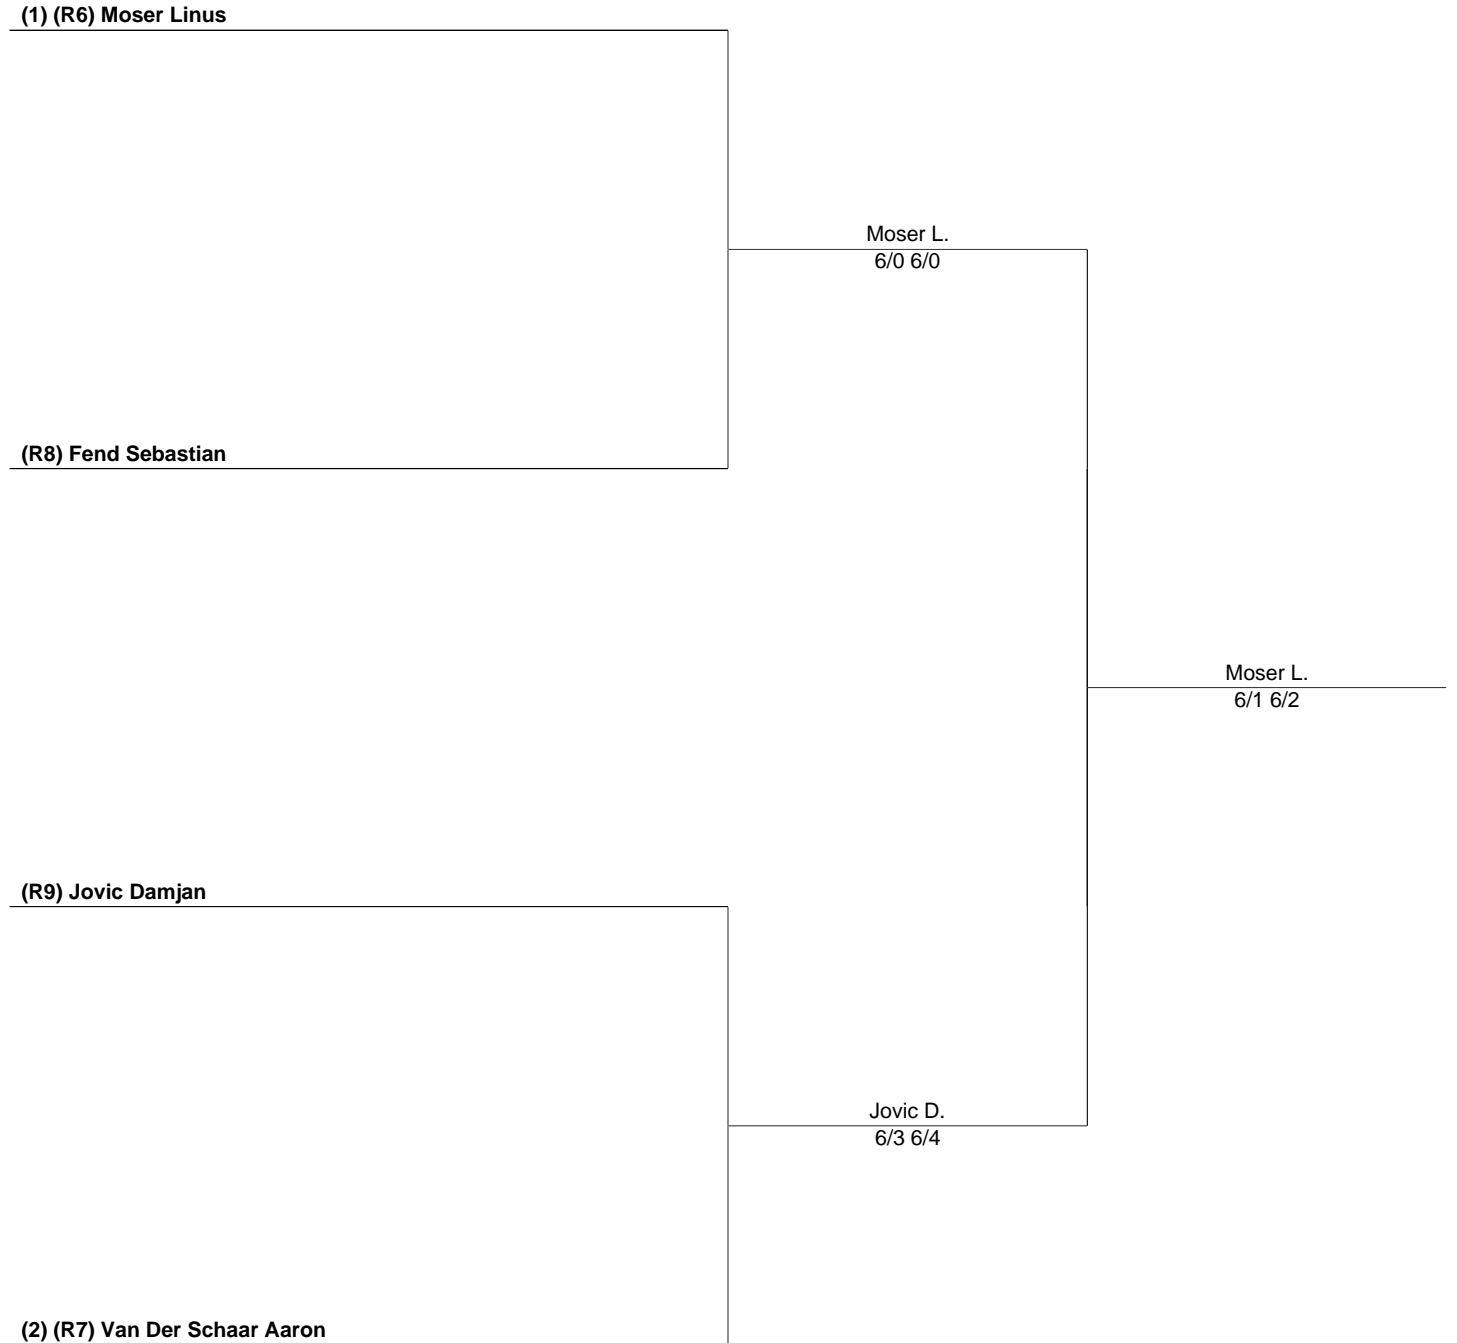 (1) (R6) Moser Linus
Moser L.
6/0 6/0
(R8) Fend Sebastian
Moser L.
6/1 6/2
(R9) Jovic Damjan
Jovic D.
6/3 6/4
(2) (R7) Van Der Schaar Aaron